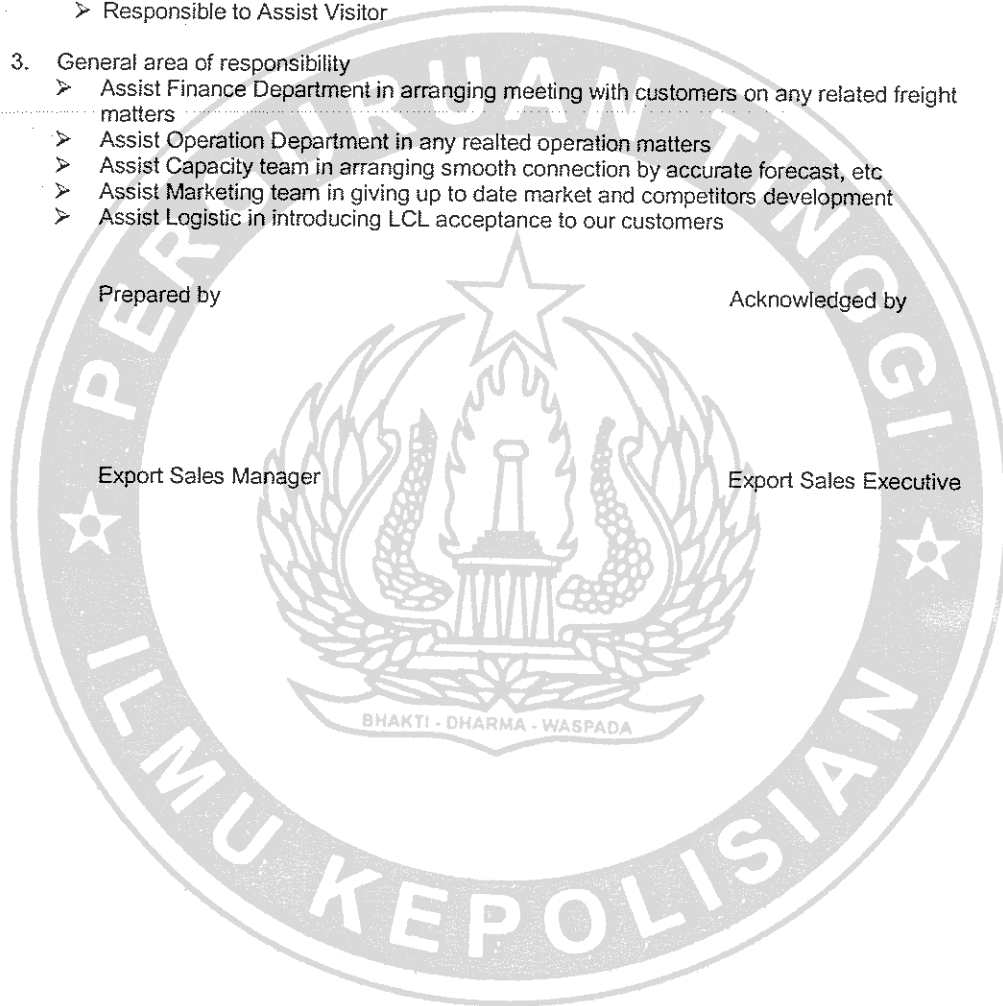 ➢ Responsible to Assist Visitor
3. General area of responsibility
➢ Assist Finance Department in arranging meeting with customers on any related freight
matters
➢ Assist Operation Department in any realted operation matters
➢ Assist Capacity team in arranging smooth connection by accurate forecast, etc
➢ Assist Marketing team in giving up to date market and competitors development
➢ Assist Logistic in introducing LCL acceptance to our customers
Prepared by Acknowledged by
Export Sales Manager Export Sales Executive
PERGURUAN TINGGI
BHAKTI - DHARMA - WASPADA
ILMU KEPOLISIAN